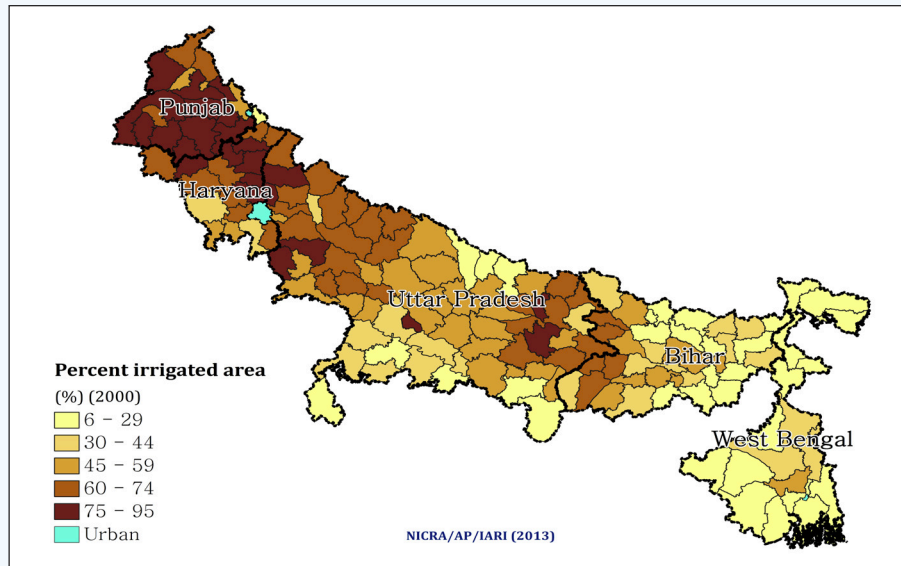 Punjab
Haryana
Uttar Pradesh
Bihar
West Bengal
Percent irrigated area
(%) (2000)
6 – 29
30 – 44
45 – 59
60 – 74
75 – 95
Urban
NICRA/AP/IARI (2013)